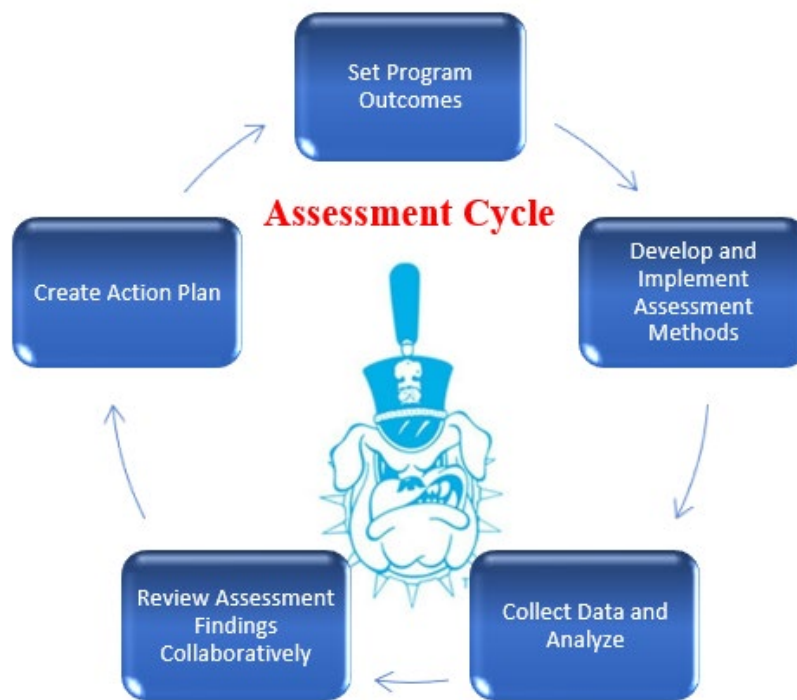 Set Program
Outcomes
Assessment Cycle
Develop and
Implement
Assessment
Methods
Collect Data and
Analyze
Review Assessment
Findings
Collaboratively
Create Action Plan